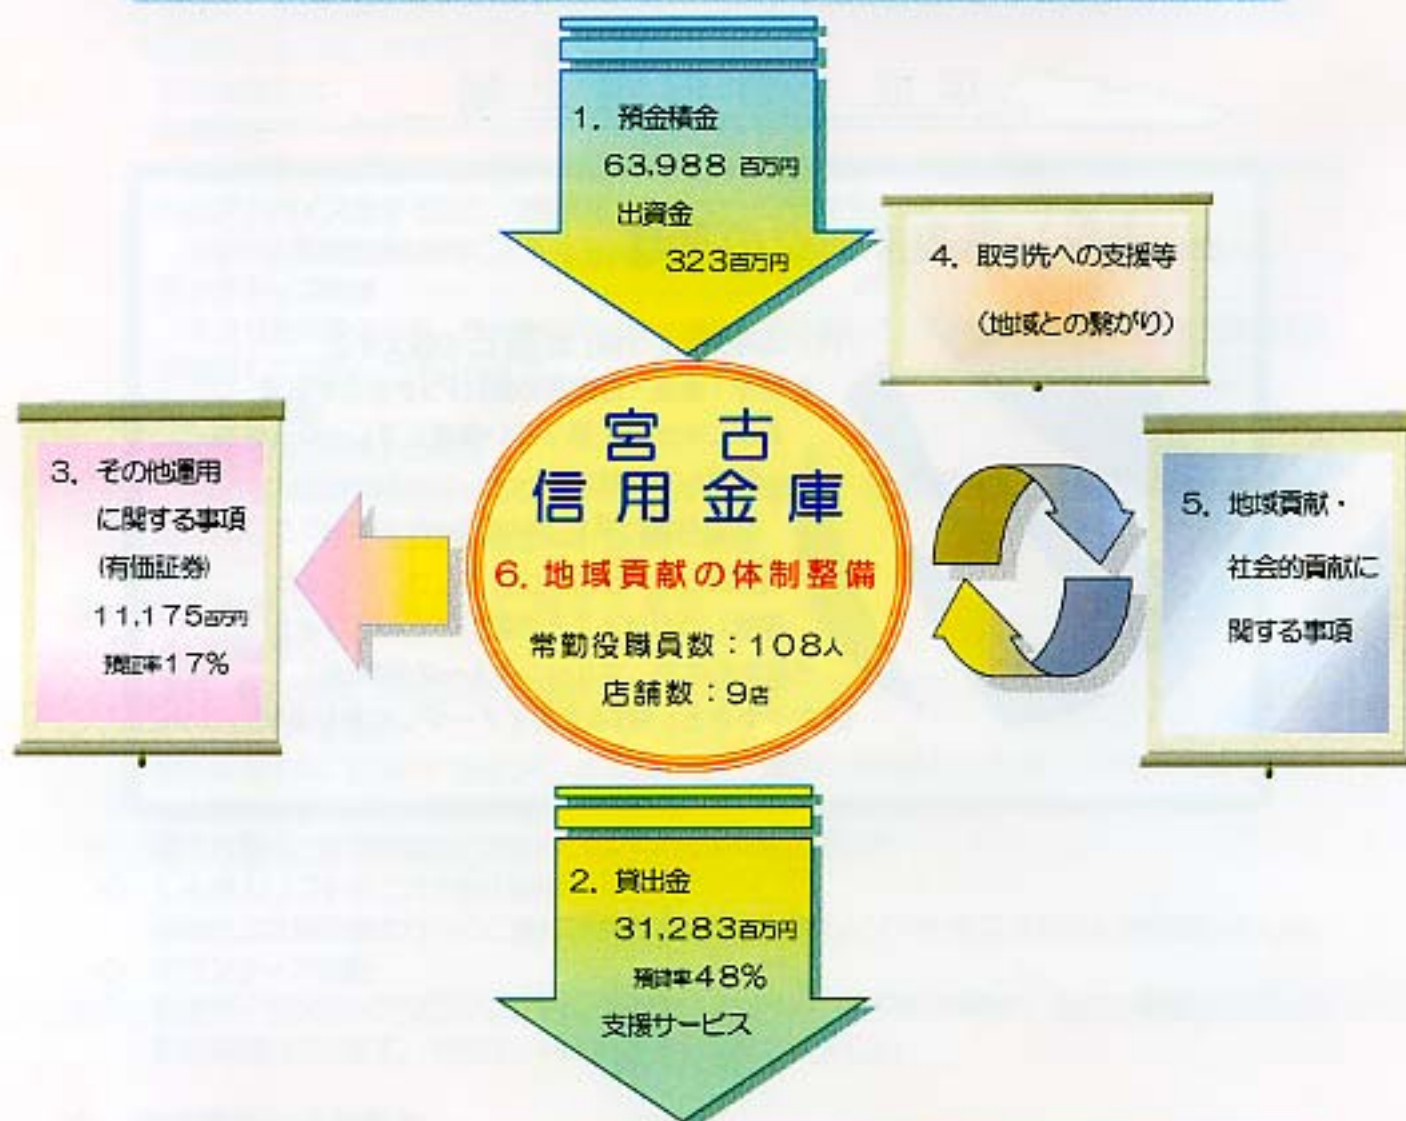 1. 預金積金
63,988 百万円
出資金
323百万円
4. 取引先への支援等
(地域との繋がり)
3. その他運用
に関する事項
(有価証券)
11,175百万円
預証率17%
宮古
信用金庫
6. 地域貢献の体制整備
常勤役職員数:108人
店舗数:9店
5. 地域貢献・
社会的貢献に
関する事項
2. 貸出金
31,283百万円
預貸率48%
支援サービス